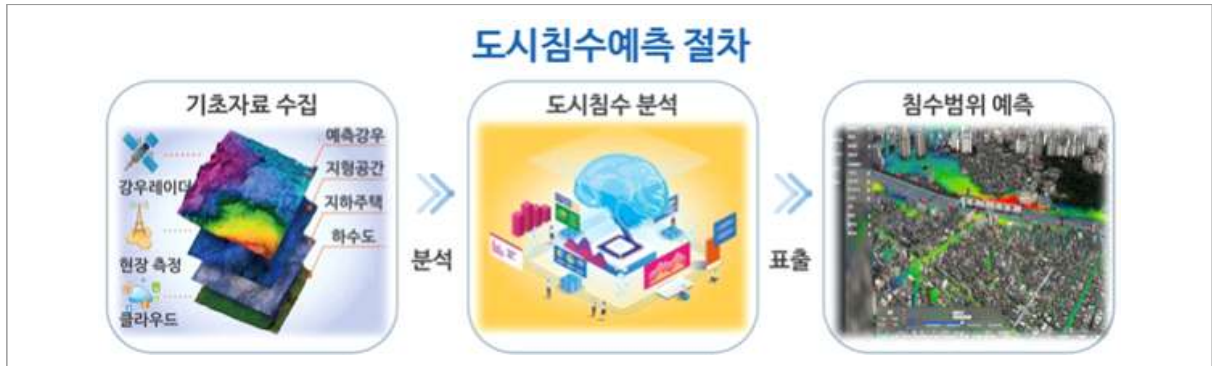 도시침수예측 절차
기초자료 수집
예측강우
지형공간
지하주택
하수도
강우레이더
현장 측정
클라우드
분석
도시침수 분석
표출
침수범위 예측